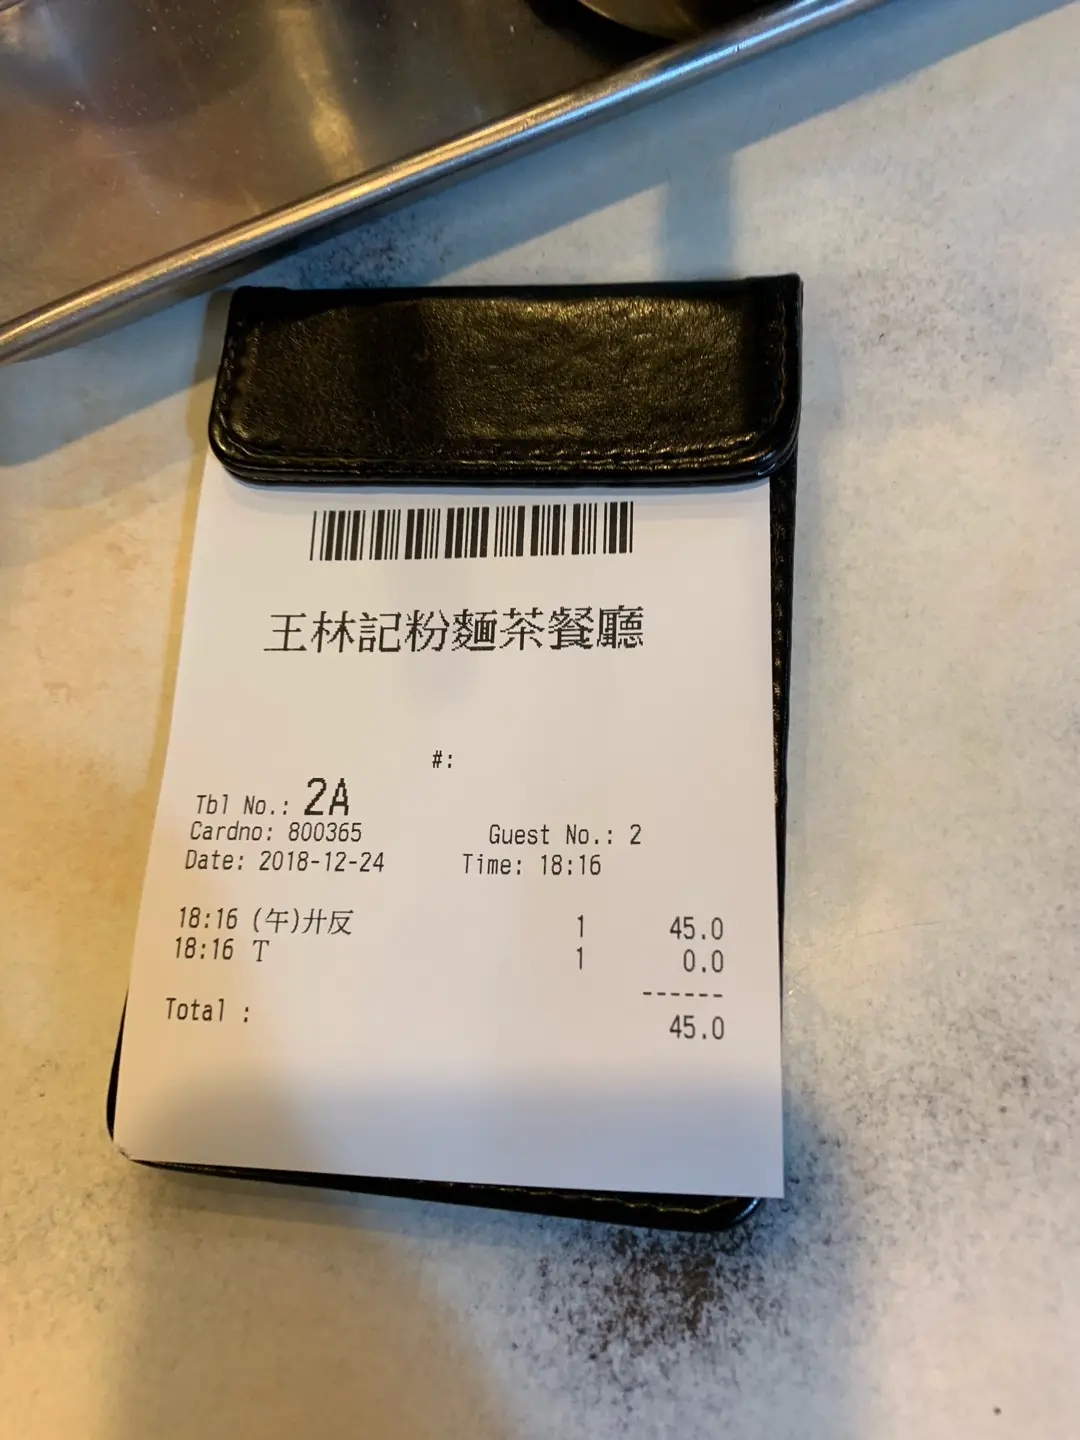 王林記粉麵茶餐廳
#:
Tbl No.: 2A
Cardno: 800365 Guest No.: 2
Date: 2018-12-24 Time: 18:16
18:16 (午)廾反 1 45.0
18:16 T 1 0.0
------
Total : 45.0